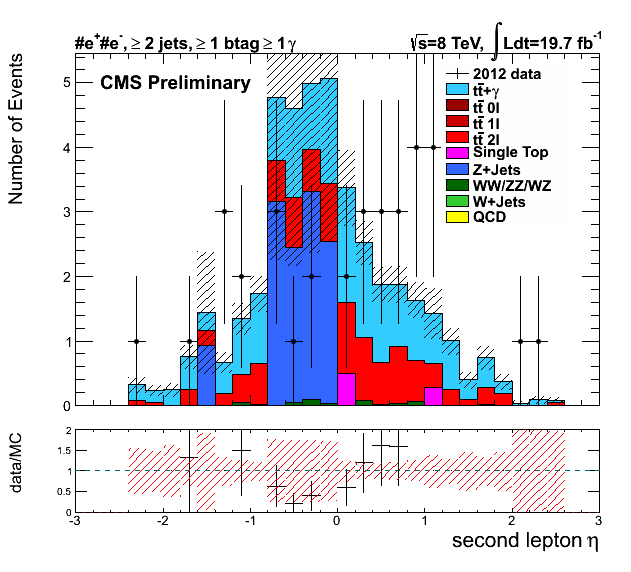 #e⁺#e⁻, ≥ 2 jets, ≥ 1 btag ≥ 1 γ
√s=8 TeV, ∫Ldt=19.7 fb⁻¹
CMS Preliminary
Number of Events
5
4
3
2
1
0
2012 data
tt̄+γ
tt̄ 0l
tt̄ 1l
tt̄ 2l
Single Top
Z+Jets
WW/ZZ/WZ
W+Jets
QCD
data/MC
2
1.5
1
0.5
0
-3 -2 -1 0 1 2 3
second lepton η